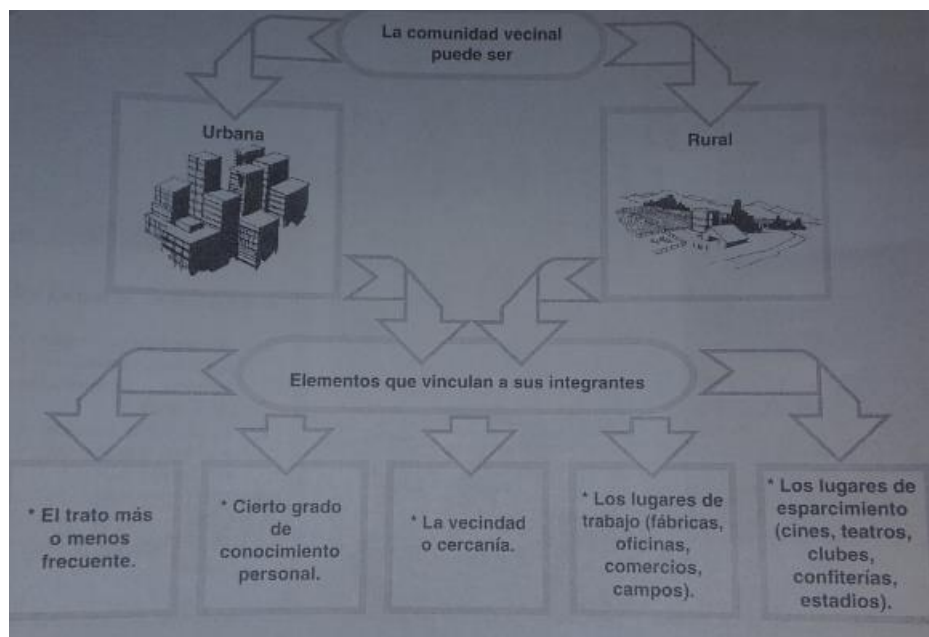 La comunidad vecinal
puede ser
Urbana
Rural
Elementos que vinculan a sus integrantes
* El trato más
o menos
frecuente.
* Cierto grado
de
conocimiento
personal.
* La vecindad
o cercanía.
* Los lugares de
trabajo (fábricas,
oficinas,
comercios,
campos).
* Los lugares de
esparcimiento
(cines, teatros,
clubes,
confiterías,
estadios).